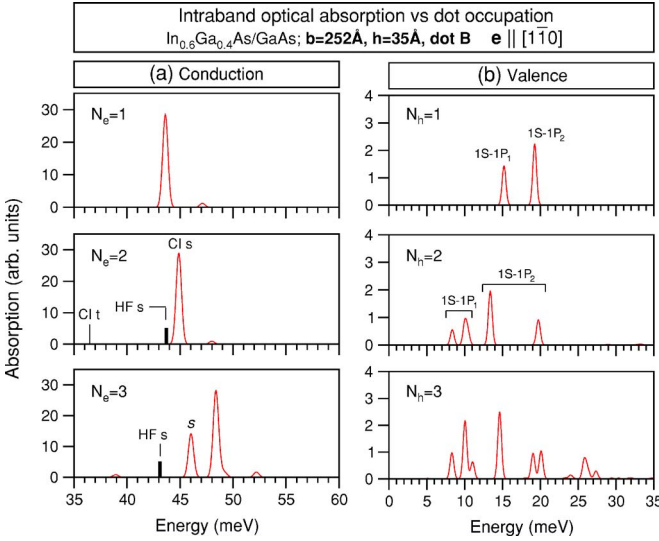 Intraband optical absorption vs dot occupation
In0.6Ga0.4As/GaAs; b=252Å, h=35Å, dot B e || [11̅0]
(a) Conduction
(b) Valence
Absorption (arb. units)
Ne=1
30
20
10
0
Nh=1
1S-1P1
1S-1P2
4
3
2
1
0
Ne=2
CI s
HF s
CI t
30
20
10
0
Nh=2
1S-1P1
1S-1P2
4
3
2
1
0
Ne=3
HF s
s
30
20
10
0
Nh=3
4
3
2
1
0
35 40 45 50 55 60
0 5 10 15 20 25 30 35
Energy (meV)
Energy (meV)